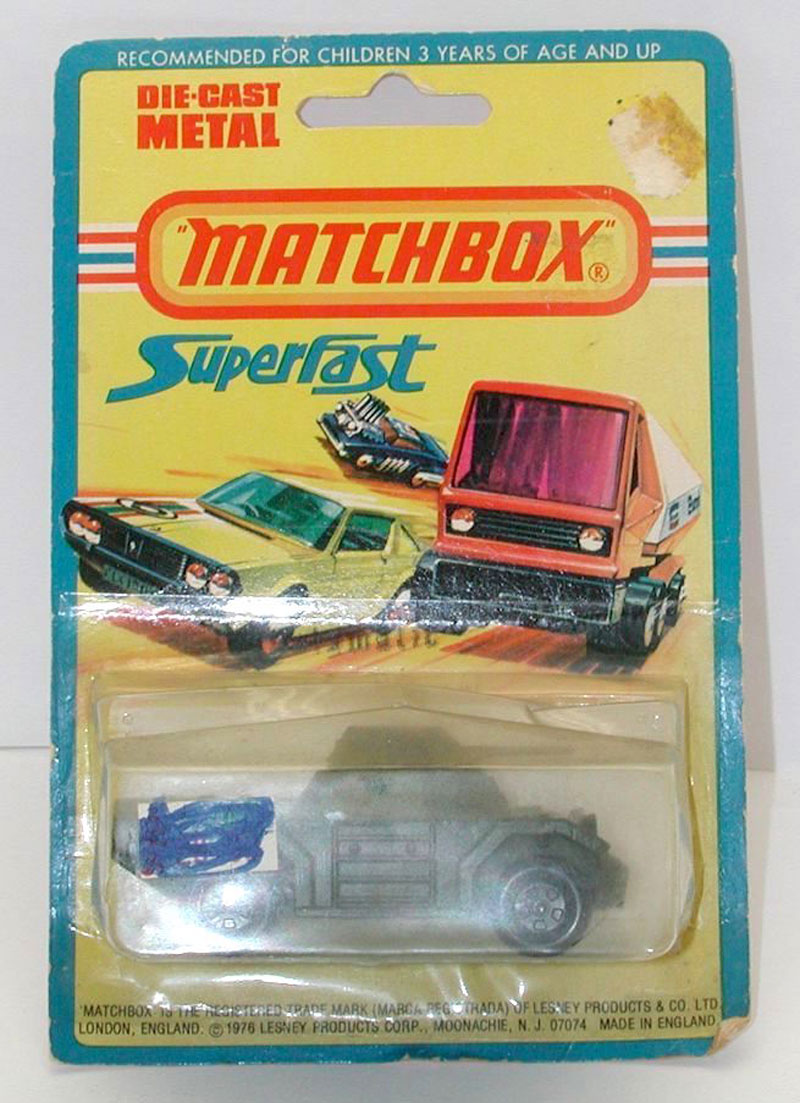 RECOMMENDED FOR CHILDREN 3 YEARS OF AGE AND UP
DIE-CAST
METAL
"MATCHBOX"®
Superfast
'MATCHBOX' IS THE REGISTERED TRADE MARK (MARCA REGISTRADA) OF LESNEY PRODUCTS & CO. LTD
LONDON, ENGLAND. © 1976 LESNEY PRODUCTS CORP., MOONACHIE, N. J. 07074 MADE IN ENGLAND